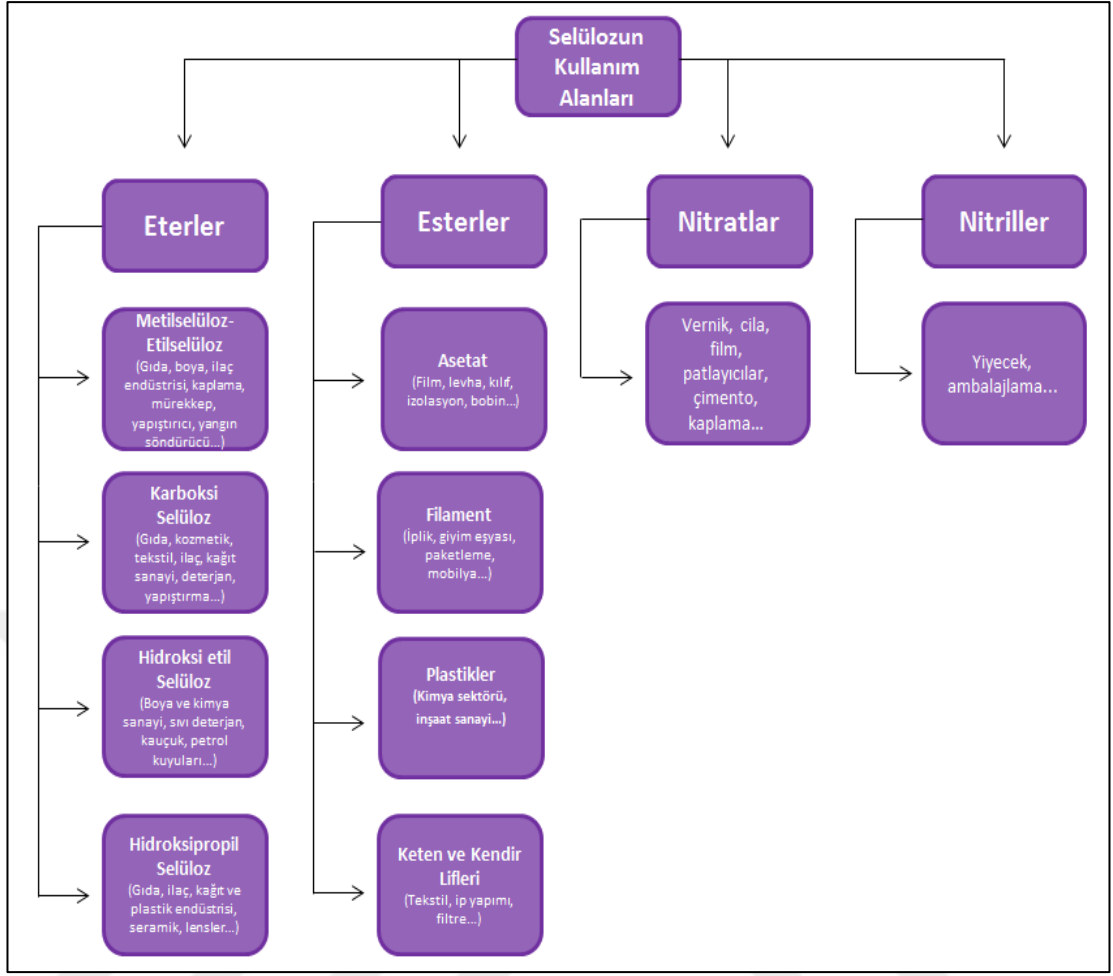 Selülozun
Kullanım
Alanları
Eterler
Esterler
Nitratlar
Nitriller
Metilselüloz-
Etilselüloz
(Gıda, boya, ilaç
endüstrisi, kaplama,
mürekkep,
yapıştırıcı, yangın
söndürücü...)
Karboksi
Selüloz
(Gıda, kozmetik,
tekstil, ilaç, kağıt
sanayi, deterjan,
yapıştırma...)
Hidroksi etil
Selüloz
(Boya ve kimya
sanayi, sıvı deterjan,
kauçuk, petrol
kuyuları...)
Hidroksipropil
Selüloz
(Gıda, ilaç, kağıt ve
plastik endüstrisi,
seramik, lensler...)
Asetat
(Film, levha, kılıf,
izolasyon, bobin...)
Filament
(İplik, giyim eşyası,
paketleme,
mobilya...)
Plastikler
(Kimya sektörü,
inşaat sanayi...)
Keten ve Kendir
Lifleri
(Tekstil, ip yapımı,
filtre...)
Vernik, cila,
film,
patlayıcılar,
çimento,
kaplama...
Yiyecek,
ambalajlama...